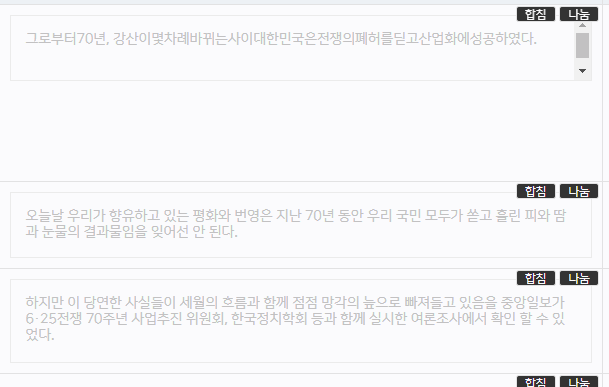 합침 나눔
그로부터70년, 강산이몇차례바뀌는사이대한민국은전쟁의폐허를딛고산업화에성공하였다.
합침 나눔
오늘날 우리가 향유하고 있는 평화와 번영은 지난 70년 동안 우리 국민 모두가 쏟고 흘린 피와 땀
과 눈물의 결과물임을 잊어선 안 된다.
합침 나눔
하지만 이 당연한 사실들이 세월의 흐름과 함께 점점 망각의 늪으로 빠져들고 있음을 중앙일보가
6·25전쟁 70주년 사업추진 위원회, 한국정치학회 등과 함께 실시한 여론조사에서 확인 할 수 있
었다.
합침 나눔